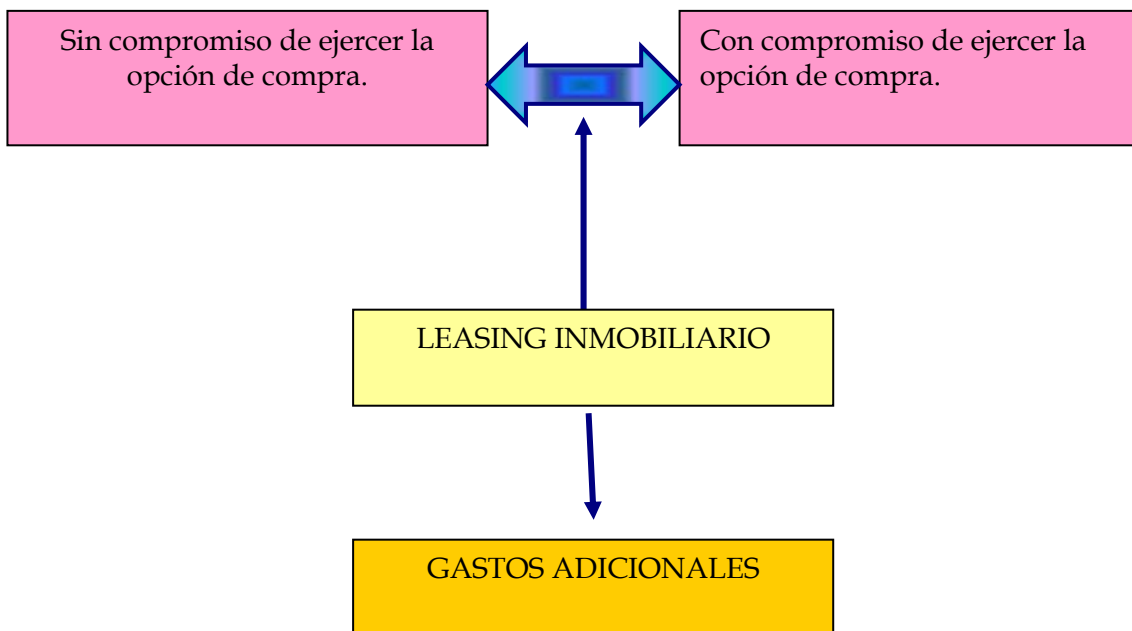 Sin compromiso de ejercer la
opción de compra.
Con compromiso de ejercer la
opción de compra.
LEASING INMOBILIARIO
GASTOS ADICIONALES